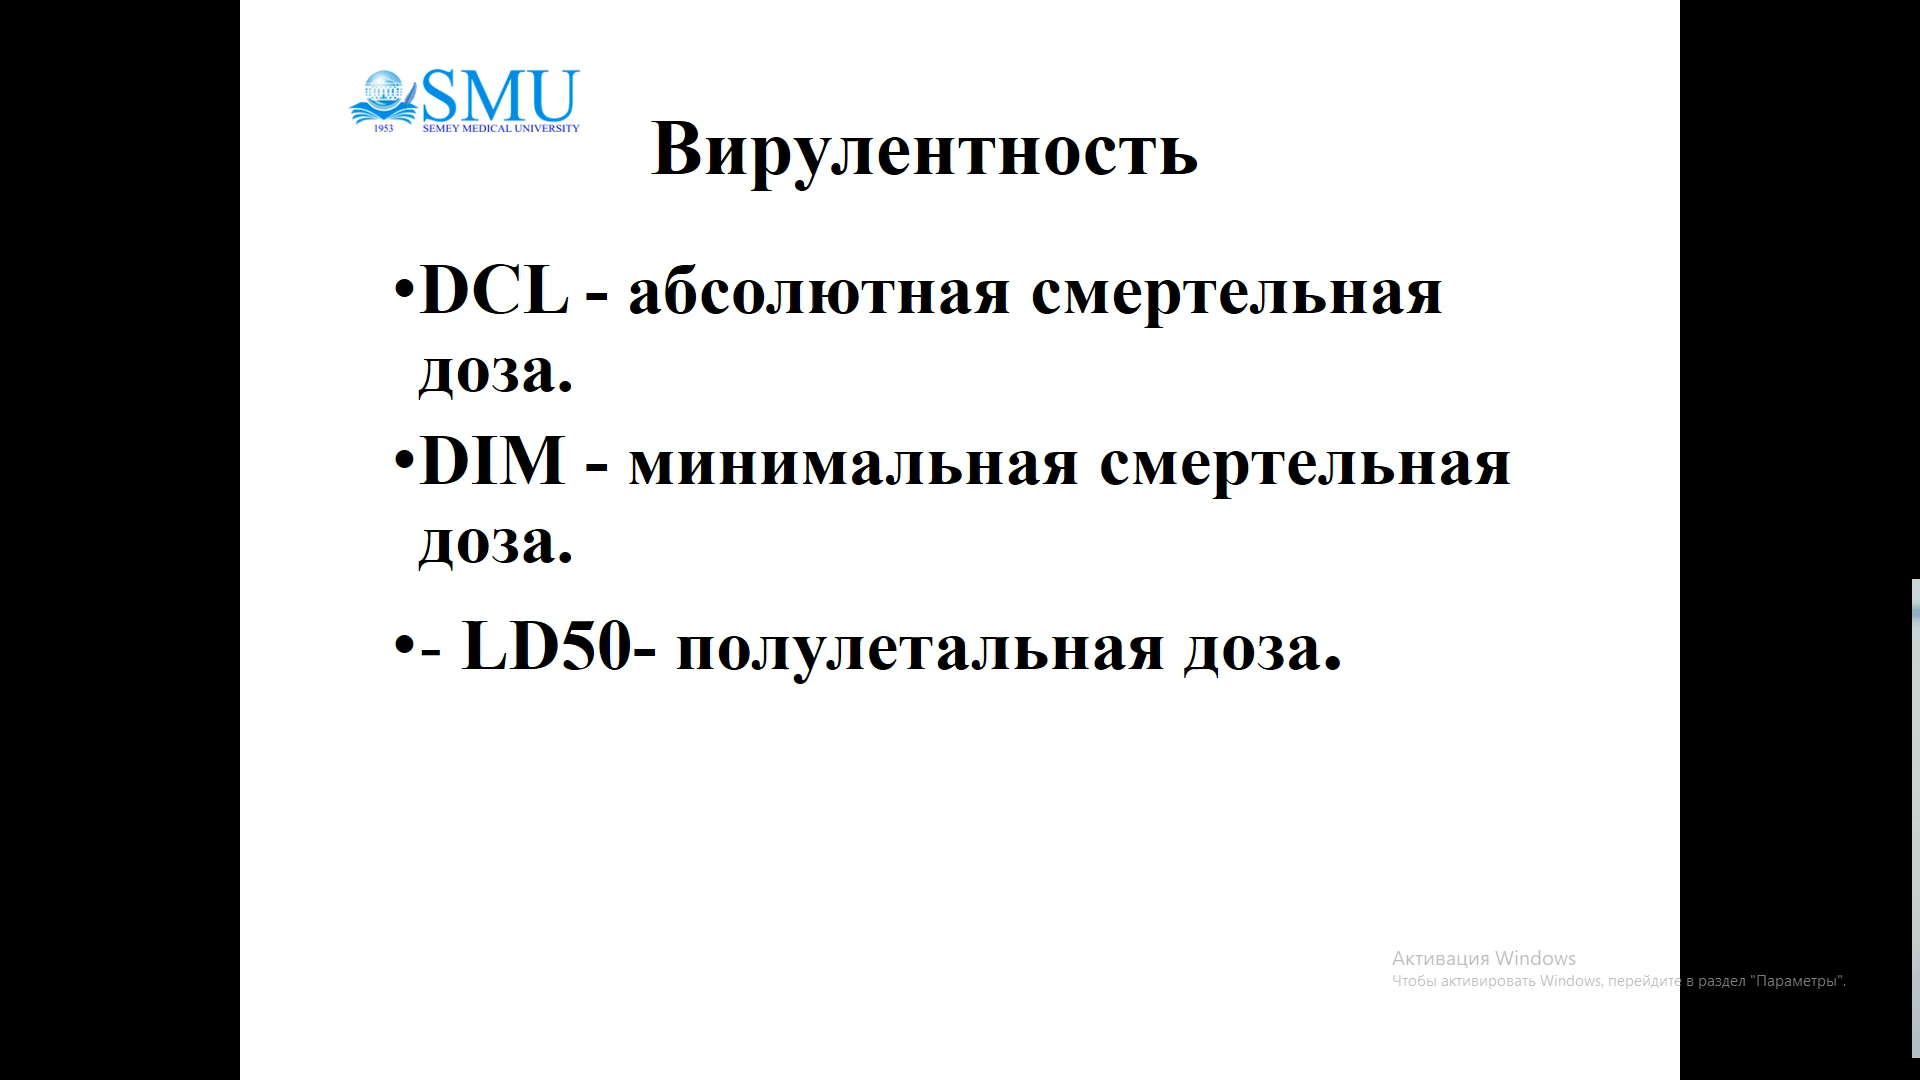 SMU
1953
SEMEY MEDICAL UNIVERSITY
Вирулентность
•DCL - абсолютная смертельная
доза.
•DIM - минимальная смертельная
доза.
•- LD50- полулетальная доза.
Активация Windows
Чтобы активировать Windows, перейдите в раздел "Параметры".